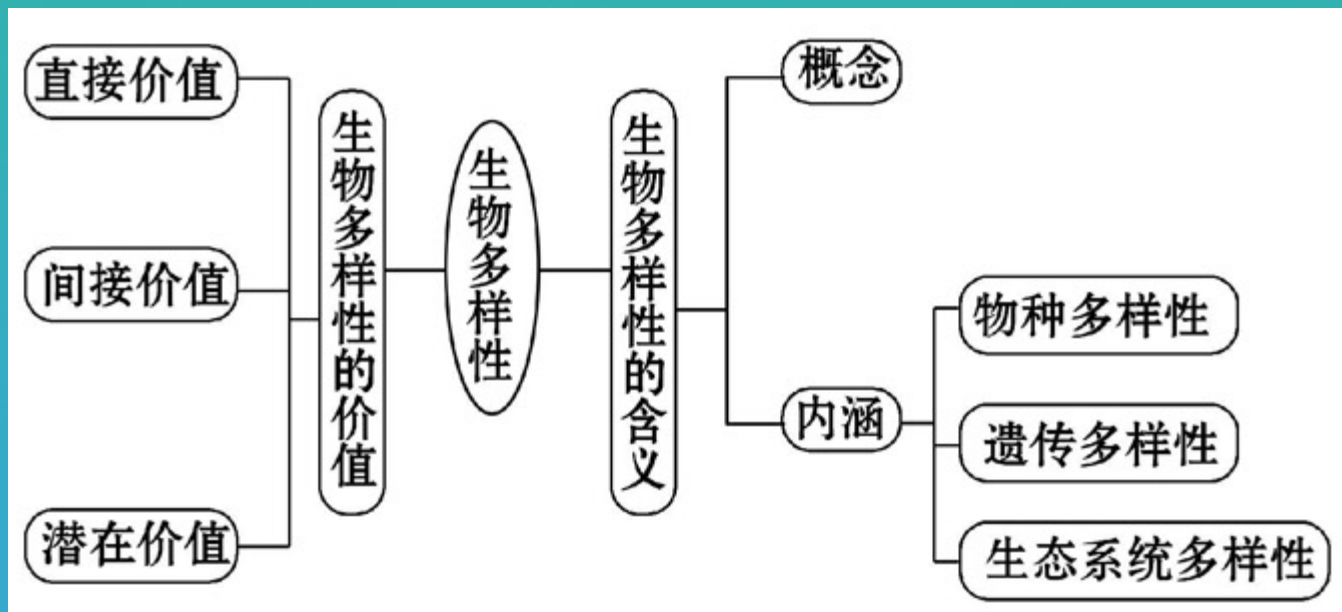 直接价值
间接价值
潜在价值
生物多样性的价值
生物多样性
生物多样性的含义
概念
内涵
物种多样性
遗传多样性
生态系统多样性